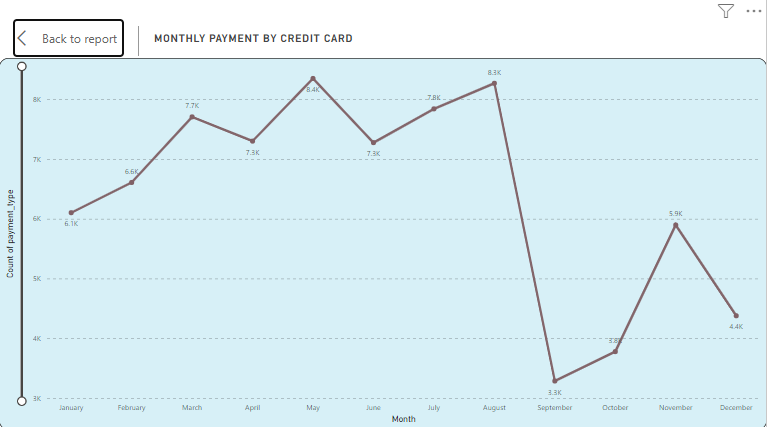 Back to report
MONTHLY PAYMENT BY CREDIT CARD
Count of payment_type
8K
7K
6K
5K
4K
3K
6.1K
6.6K
7.7K
7.3K
8.4K
7.3K
7.8K
8.3K
3.3K
3.8K
5.9K
4.4K
January February March April May June July August September October November December
Month